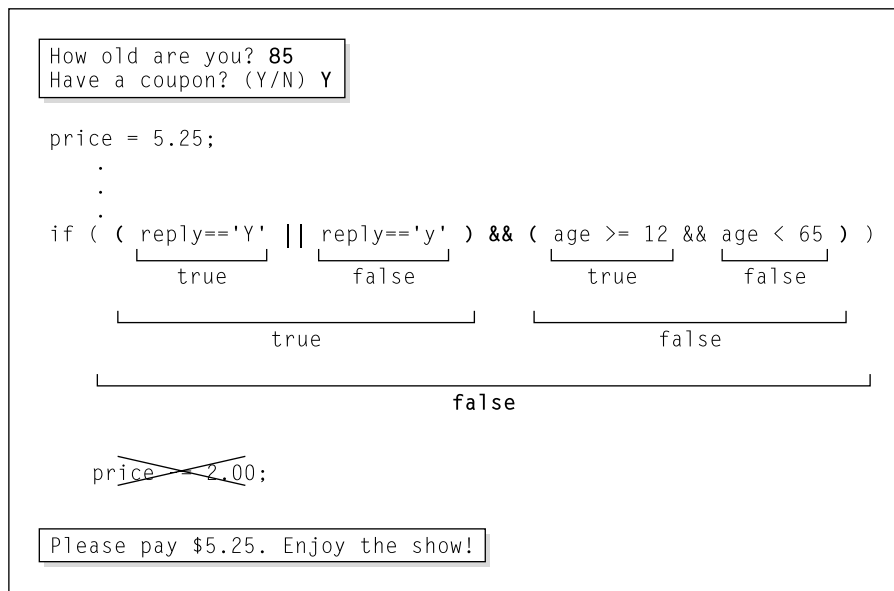 How old are you? 85
Have a coupon? (Y/N) Y
price = 5.25;
.
.
.
if ( ( reply=='Y' || reply=='y' ) && ( age >= 12 && age < 65 ) )
true false true false
true false
false
price -= 2.00;
Please pay $5.25. Enjoy the show!